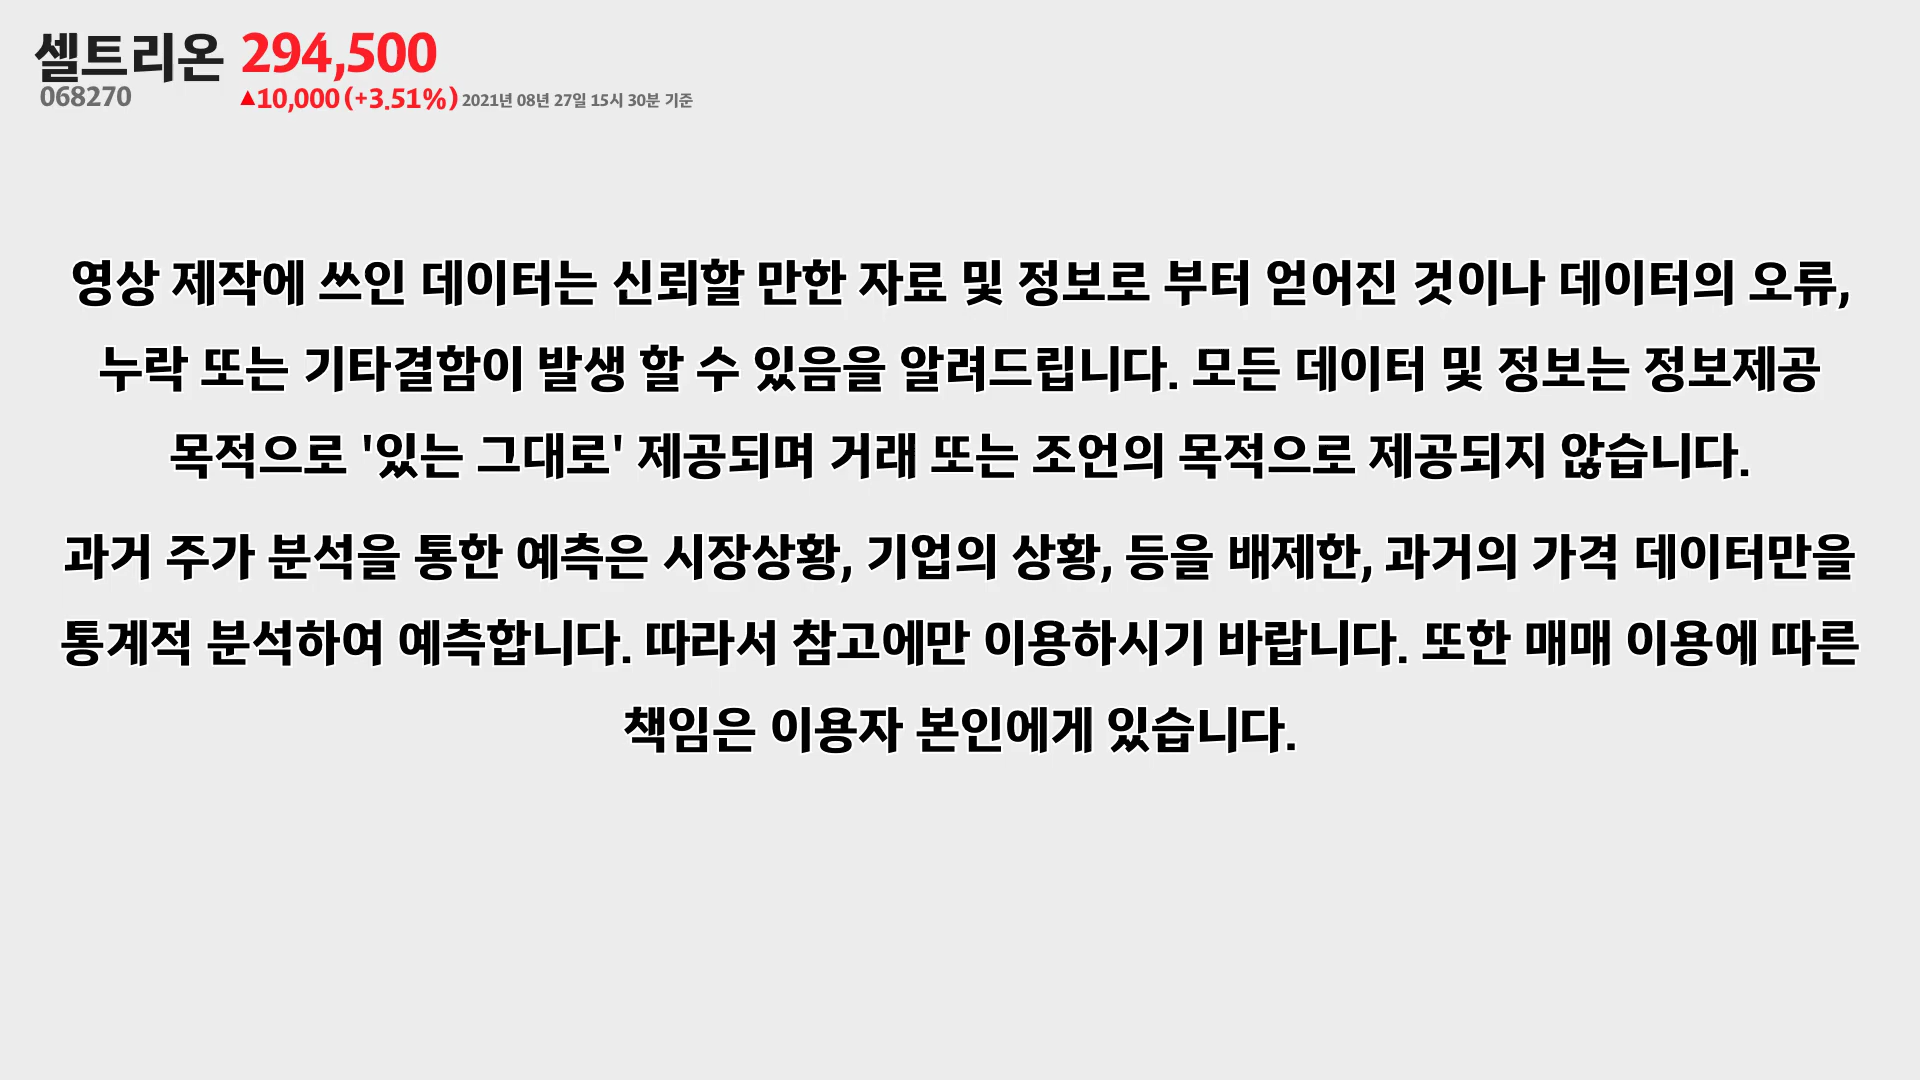 셀트리온 294,500
068270 ▲10,000 (+3.51%) 2021년 08년 27일 15시 30분 기준
영상 제작에 쓰인 데이터는 신뢰할 만한 자료 및 정보로 부터 얻어진 것이나 데이터의 오류,
누락 또는 기타결함이 발생 할 수 있음을 알려드립니다. 모든 데이터 및 정보는 정보제공
목적으로 '있는 그대로' 제공되며 거래 또는 조언의 목적으로 제공되지 않습니다.
과거 주가 분석을 통한 예측은 시장상황, 기업의 상황, 등을 배제한, 과거의 가격 데이터만을
통계적 분석하여 예측합니다. 따라서 참고에만 이용하시기 바랍니다. 또한 매매 이용에 따른
책임은 이용자 본인에게 있습니다.